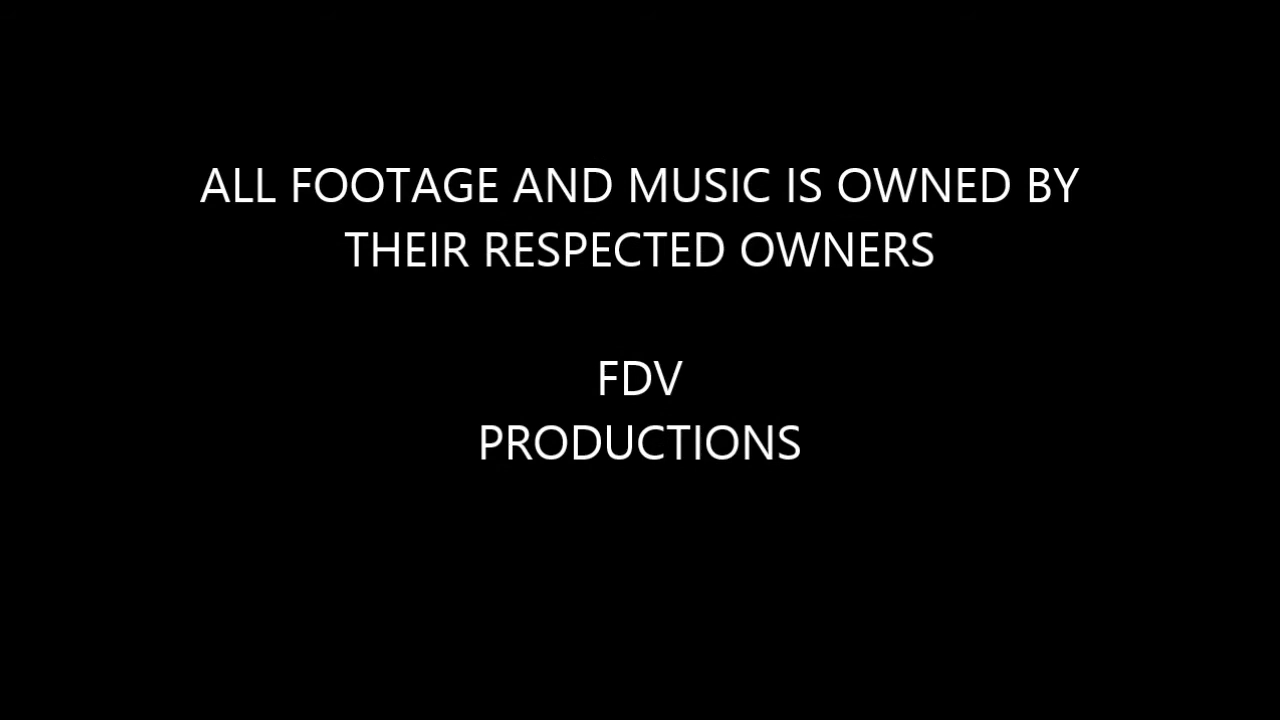 ALL FOOTAGE AND MUSIC IS OWNED BY
THEIR RESPECTED OWNERS
FDV
PRODUCTIONS